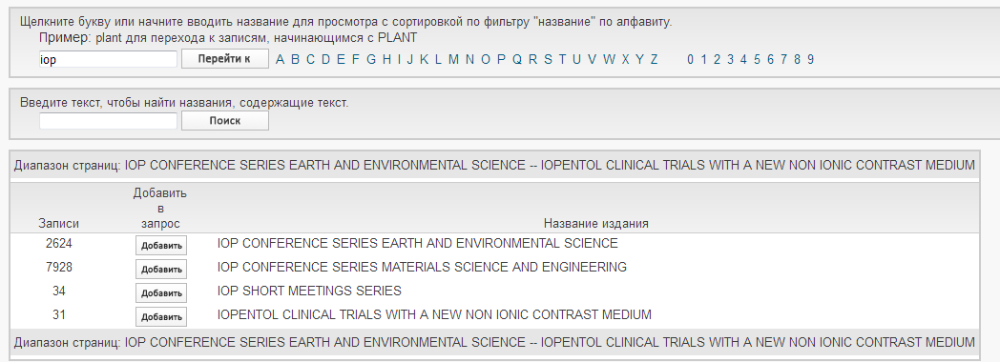 Щелкните букву или начните вводить название для просмотра с сортировкой по фильтру "название" по алфавиту.
Пример: plant для перехода к записям, начинающимся с PLANT
iop Перейти к A B C D E F G H I J K L M N O P Q R S T U V W X Y Z 0 1 2 3 4 5 6 7 8 9
Введите текст, чтобы найти названия, содержащие текст.
Поиск
Диапазон страниц: IOP CONFERENCE SERIES EARTH AND ENVIRONMENTAL SCIENCE -- IOPENTOL CLINICAL TRIALS WITH A NEW NON IONIC CONTRAST MEDIUM
Добавить
в
Записи запрос Название издания
2624 Добавить IOP CONFERENCE SERIES EARTH AND ENVIRONMENTAL SCIENCE
7928 Добавить IOP CONFERENCE SERIES MATERIALS SCIENCE AND ENGINEERING
34 Добавить IOP SHORT MEETINGS SERIES
31 Добавить IOPENTOL CLINICAL TRIALS WITH A NEW NON IONIC CONTRAST MEDIUM
Диапазон страниц: IOP CONFERENCE SERIES EARTH AND ENVIRONMENTAL SCIENCE -- IOPENTOL CLINICAL TRIALS WITH A NEW NON IONIC CONTRAST MEDIUM